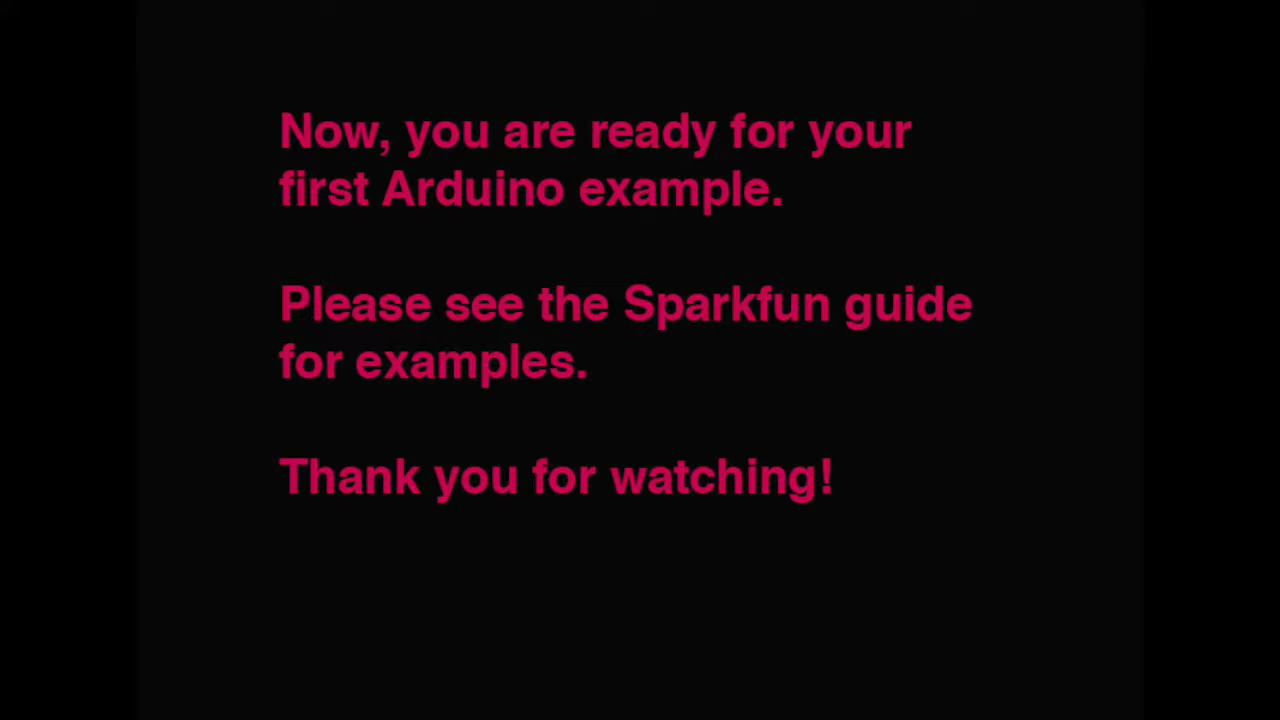 Now, you are ready for your
first Arduino example.
Please see the Sparkfun guide
for examples.
Thank you for watching!